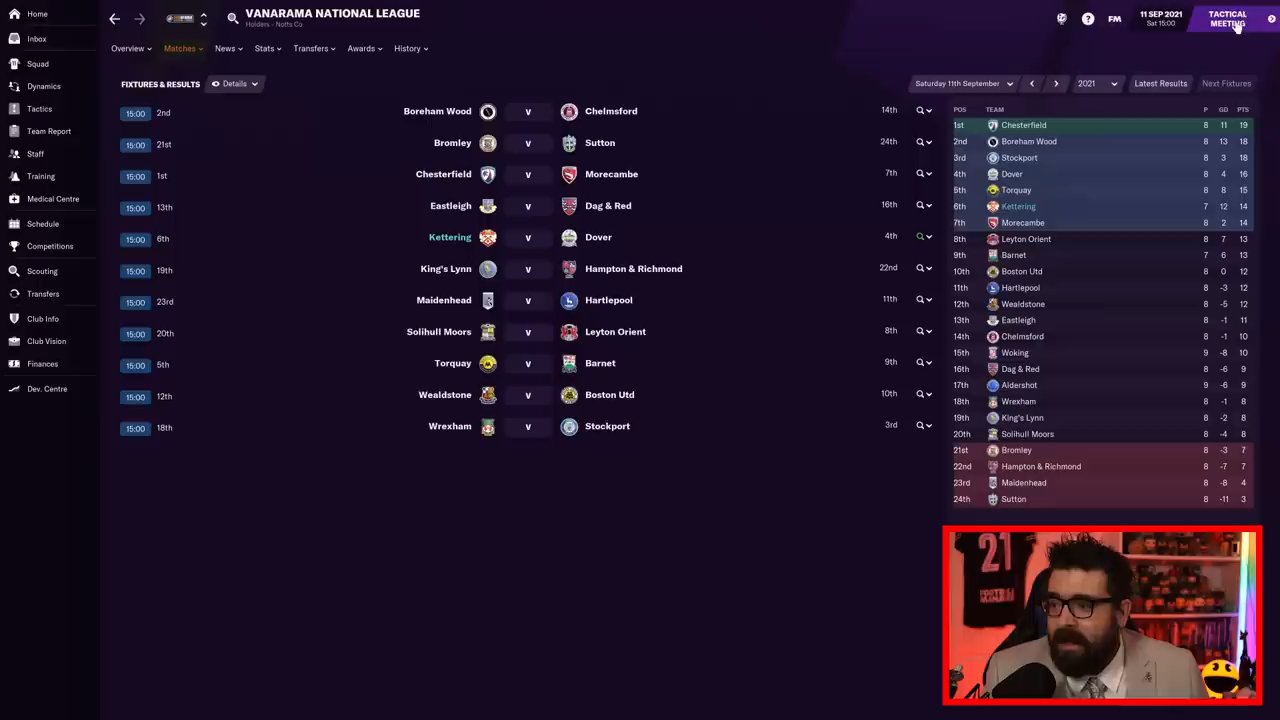 VANARAMA NATIONAL LEAGUE
Holders - Notts Co
FM
11 SEP 2021
Sat 15:00
TACTICAL MEETING
Home
Inbox
Squad
Dynamics
Tactics
Team Report
Staff
Training
Medical Centre
Schedule
Competitions
Scouting
Transfers
Club Info
Club Vision
Finances
Dev. Centre
Overview Matches News Stats Transfers Awards History
FIXTURES & RESULTS Details
Saturday 11th September 2021 Latest Results Next Fixtures
15:00 2nd Boreham Wood v Chelmsford 14th
15:00 21st Bromley v Sutton 24th
15:00 1st Chesterfield v Morecambe 7th
15:00 13th Eastleigh v Dag & Red 16th
15:00 6th Kettering v Dover 4th
15:00 19th King's Lynn v Hampton & Richmond 22nd
15:00 23rd Maidenhead v Hartlepool 11th
15:00 20th Solihull Moors v Leyton Orient 8th
15:00 5th Torquay v Barnet 9th
15:00 12th Wealdstone v Boston Utd 10th
15:00 18th Wrexham v Stockport 3rd
POS TEAM P GD PTS
1st Chesterfield 8 11 19
2nd Boreham Wood 8 13 18
3rd Stockport 8 3 18
4th Dover 8 4 16
5th Torquay 8 8 15
6th Kettering 7 12 14
7th Morecambe 8 2 14
8th Leyton Orient 8 7 13
9th Barnet 7 6 13
10th Boston Utd 8 0 12
11th Hartlepool 8 -3 12
12th Wealdstone 8 -5 12
13th Eastleigh 8 -1 11
14th Chelmsford 8 -1 10
15th Woking 9 -8 10
16th Dag & Red 8 -6 9
17th Aldershot 9 -6 9
18th Wrexham 8 -1 8
19th King's Lynn 8 -2 8
20th Solihull Moors 8 -4 8
21st Bromley 8 -3 7
22nd Hampton & Richmond 8 -7 7
23rd Maidenhead 8 -8 4
24th Sutton 8 -11 3
21